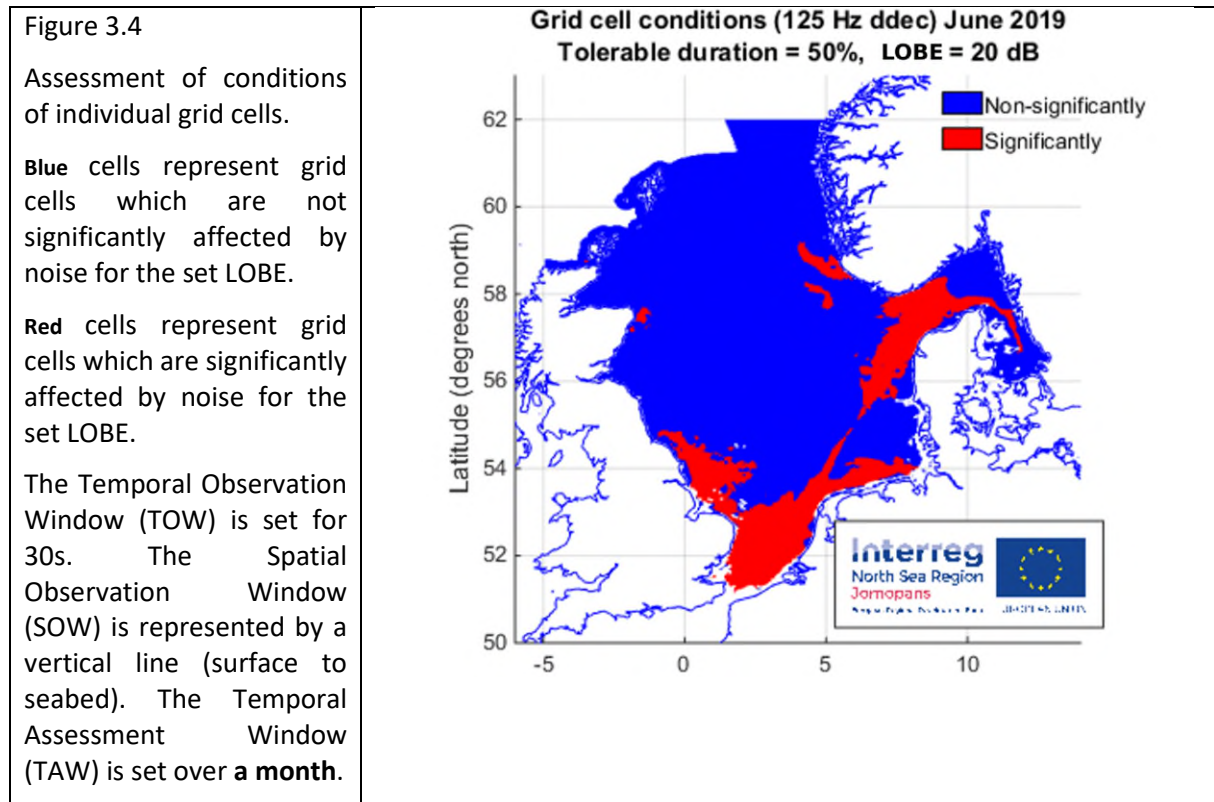 Figure 3.4
Assessment of conditions
of individual grid cells.
Blue cells represent grid
cells which are not
significantly affected by
noise for the set LOBE.
Red cells represent grid
cells which are significantly
affected by noise for the
set LOBE.
The Temporal Observation
Window (TOW) is set for
30s. The Spatial
Observation Window
(SOW) is represented by a
vertical line (surface to
seabed). The Temporal
Assessment Window
(TAW) is set over a month.
Grid cell conditions (125 Hz ddec) June 2019
Tolerable duration = 50%, LOBE = 20 dB
Non-significantly
Significantly
Latitude (degrees north)
62
60
58
56
54
52
50
-5 0 5 10
Interreg
North Sea Region
Jomopans
EUROPEAN UNION